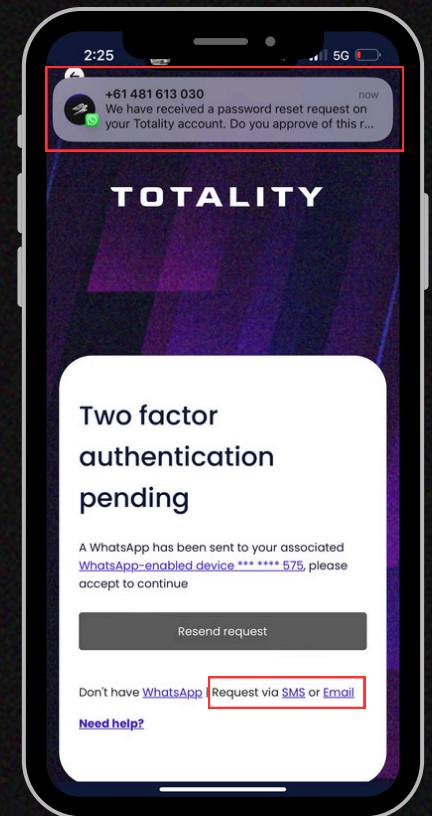 2:25
5G
+61 481 613 030
now
We have received a password reset request on
your Totality account. Do you approve of this r...
TOTALITY
Two factor
authentication
pending
A WhatsApp has been sent to your associated
WhatsApp-enabled device *** **** 575, please
accept to continue
Resend request
Don't have WhatsApp | Request via SMS or Email
Need help?